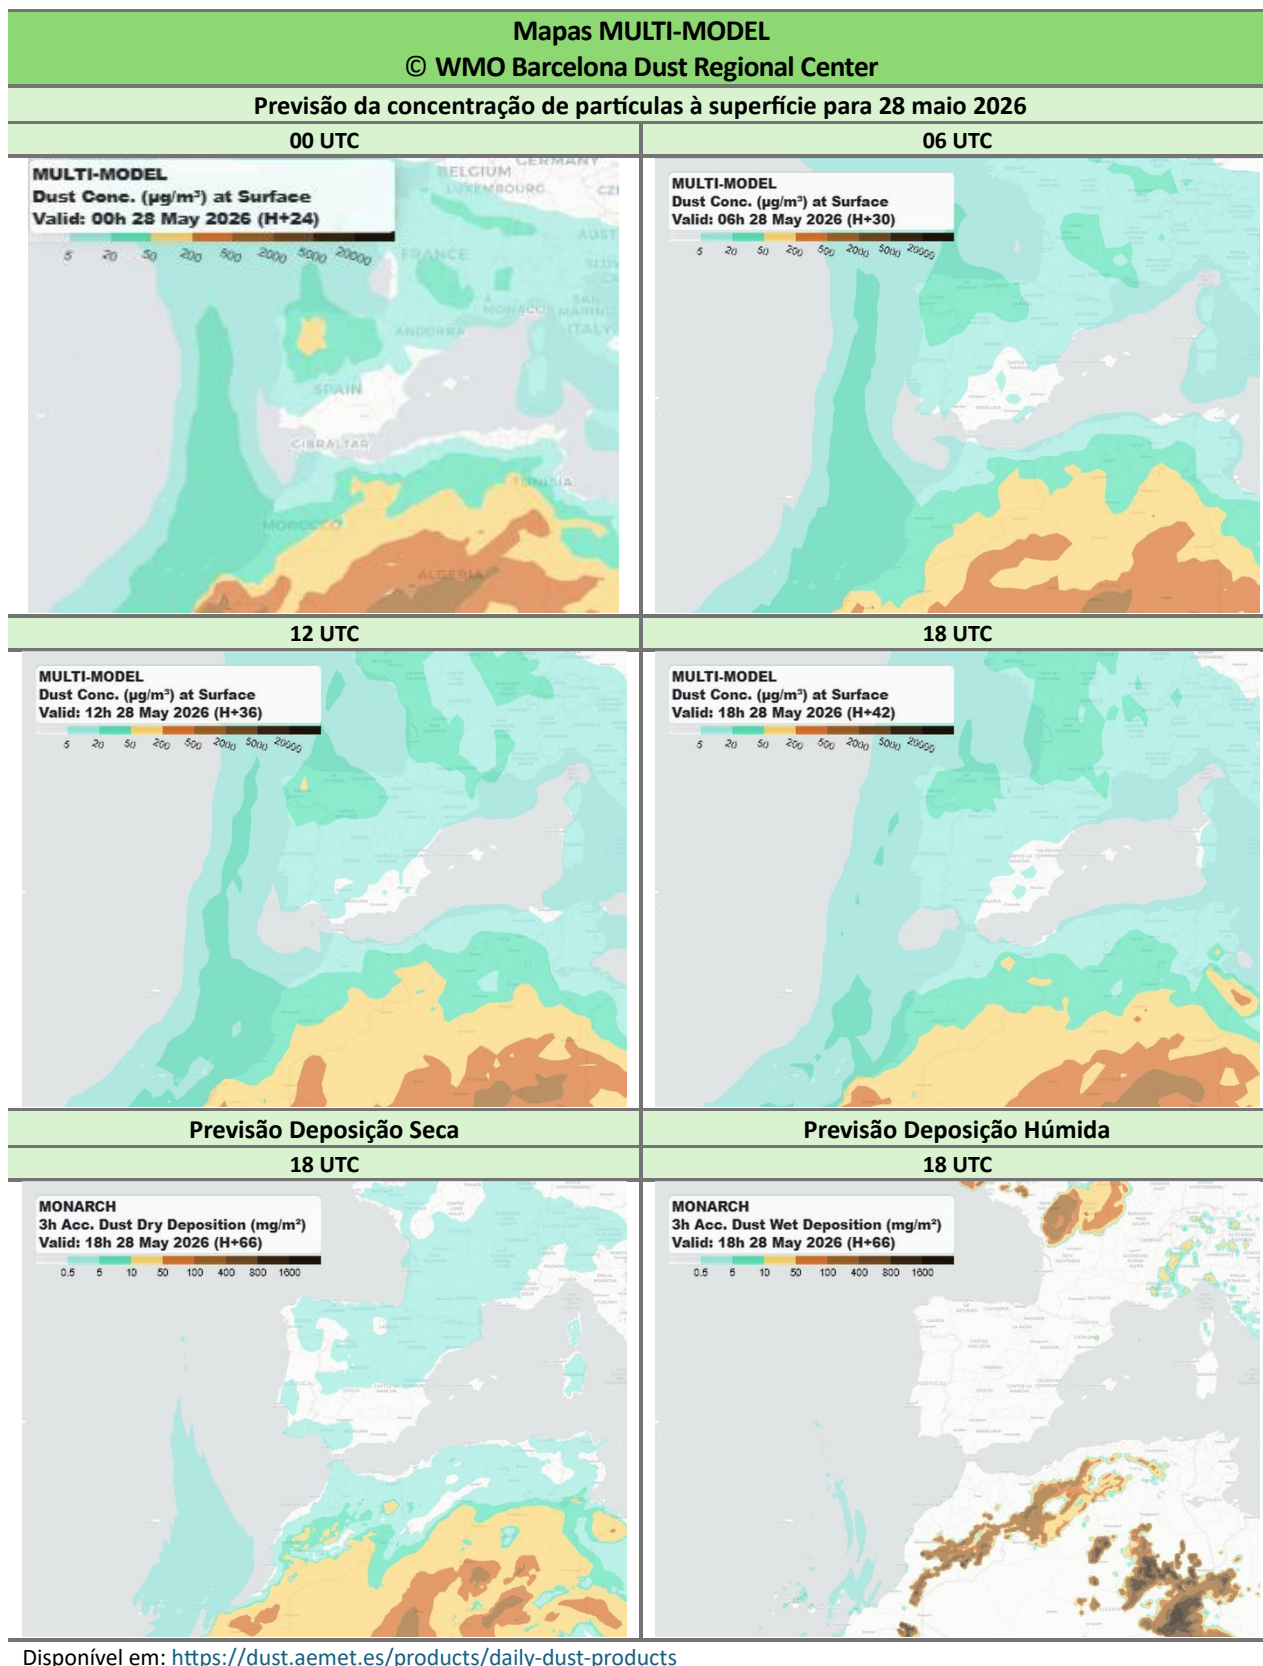 Mapas MULTI-MODEL
© WMO Barcelona Dust Regional Center
Previsão da concentração de partículas à superfície para 28 maio 2026
00 UTC
06 UTC
MULTI-MODEL
Dust Conc. (µg/m³) at Surface
Valid: 00h 28 May 2026 (H+24)
5 20 50 200 500 2000 5000 20000
GERMANY
BELGIUM
LUXEMBOURG
CZE
AUST
FRANCE
SLOV
MONACO
SAN
MARINO
ITALY
ANDORRA
SPAIN
GIBRALTAR
TUNISIA
MOROCCO
ALGERIA
MULTI-MODEL
Dust Conc. (µg/m³) at Surface
Valid: 06h 28 May 2026 (H+30)
5 20 50 200 500 2000 5000 20000
12 UTC
18 UTC
MULTI-MODEL
Dust Conc. (µg/m³) at Surface
Valid: 12h 28 May 2026 (H+36)
5 20 50 200 500 2000 5000 20000
MULTI-MODEL
Dust Conc. (µg/m³) at Surface
Valid: 18h 28 May 2026 (H+42)
5 20 50 200 500 2000 5000 20000
Previsão Deposição Seca
Previsão Deposição Húmida
18 UTC
18 UTC
MONARCH
3h Acc. Dust Dry Deposition (mg/m²)
Valid: 18h 28 May 2026 (H+66)
0.5 5 10 50 100 400 800 1600
MONARCH
3h Acc. Dust Wet Deposition (mg/m²)
Valid: 18h 28 May 2026 (H+66)
0.5 5 10 50 100 400 800 1600
PORTUGAL
SPAIN
Disponível em: https://dust.aemet.es/products/daily-dust-products